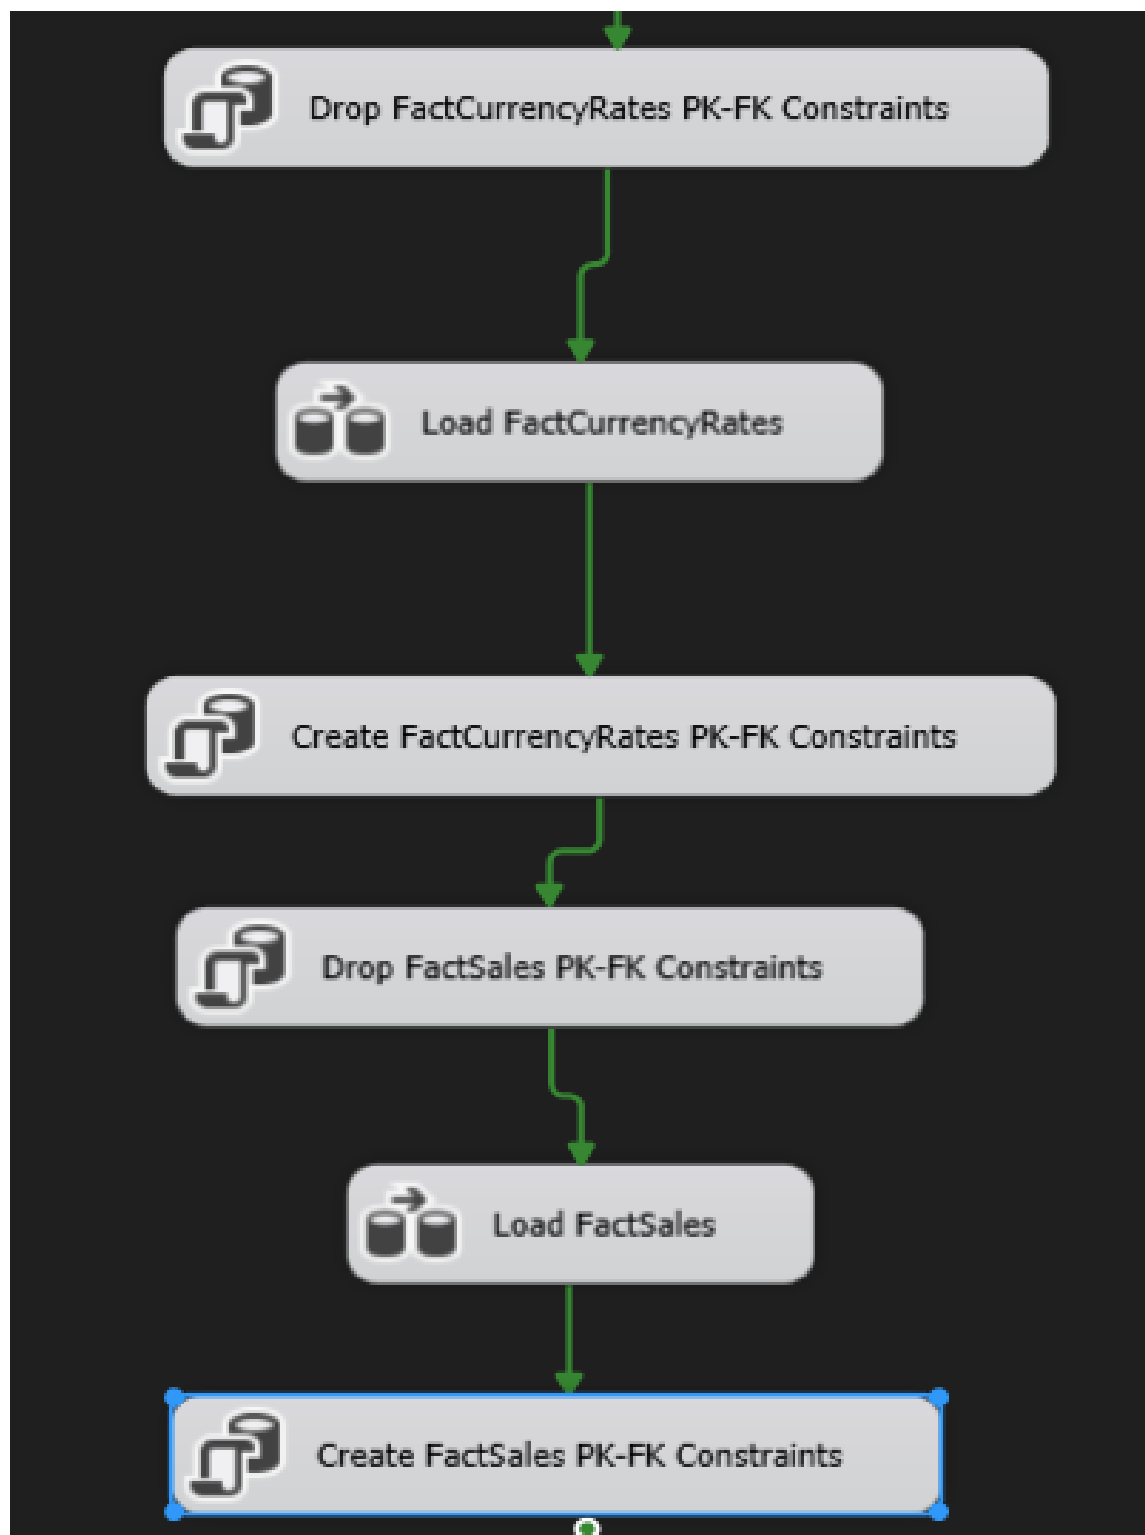 Drop FactCurrencyRates PK-FK Constraints
Load FactCurrencyRates
Create FactCurrencyRates PK-FK Constraints
Drop FactSales PK-FK Constraints
Load FactSales
Create FactSales PK-FK Constraints